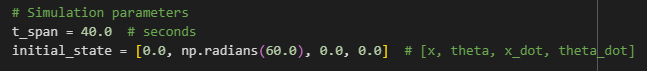 # Simulation parameters
t_span = 40.0  # seconds
initial_state = [0.0, np.radians(60.0), 0.0, 0.0]  # [x, theta, x_dot, theta_dot]